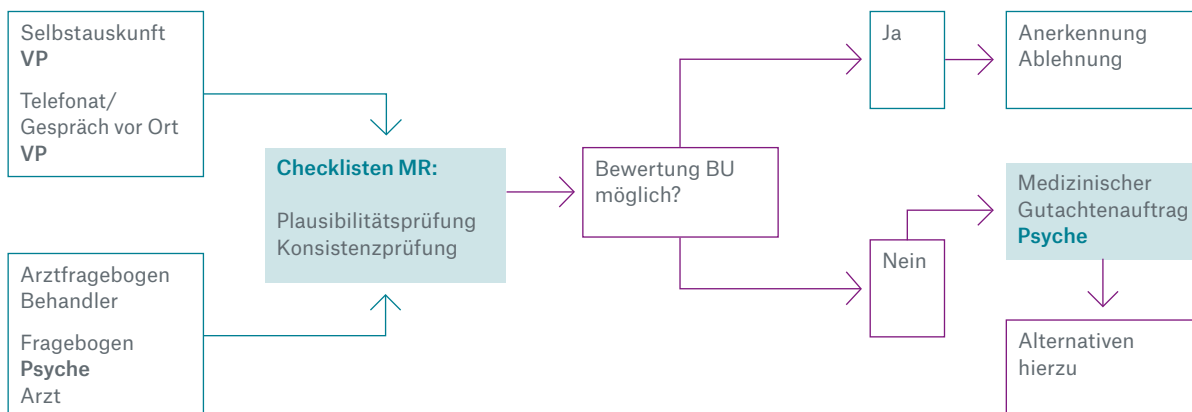 Selbstauskunft
VP
Telefonat/
Gespräch vor Ort
VP
Arztfragebogen
Behandler
Fragebogen
Psyche
Arzt
Checklisten MR:
Plausibilitätsprüfung
Konsistenzprüfung
Bewertung BU
möglich?
Ja
Anerkennung
Ablehnung
Nein
Medizinischer
Gutachtenauftrag
Psyche
Alternativen
hierzu